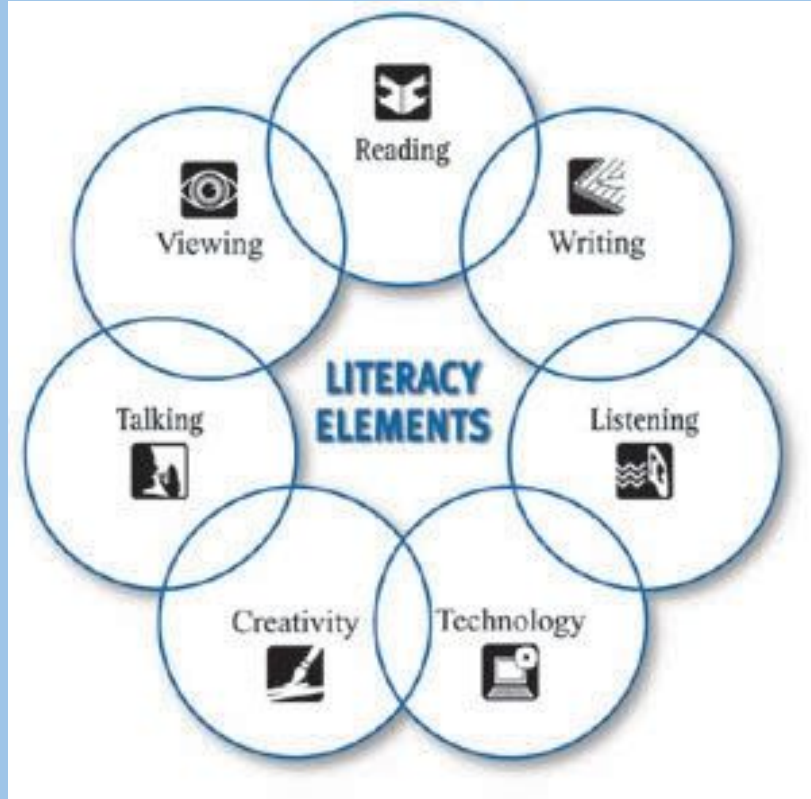 Reading
Viewing
Writing
LITERACY
ELEMENTS
Talking
Listening
Creativity
Technology